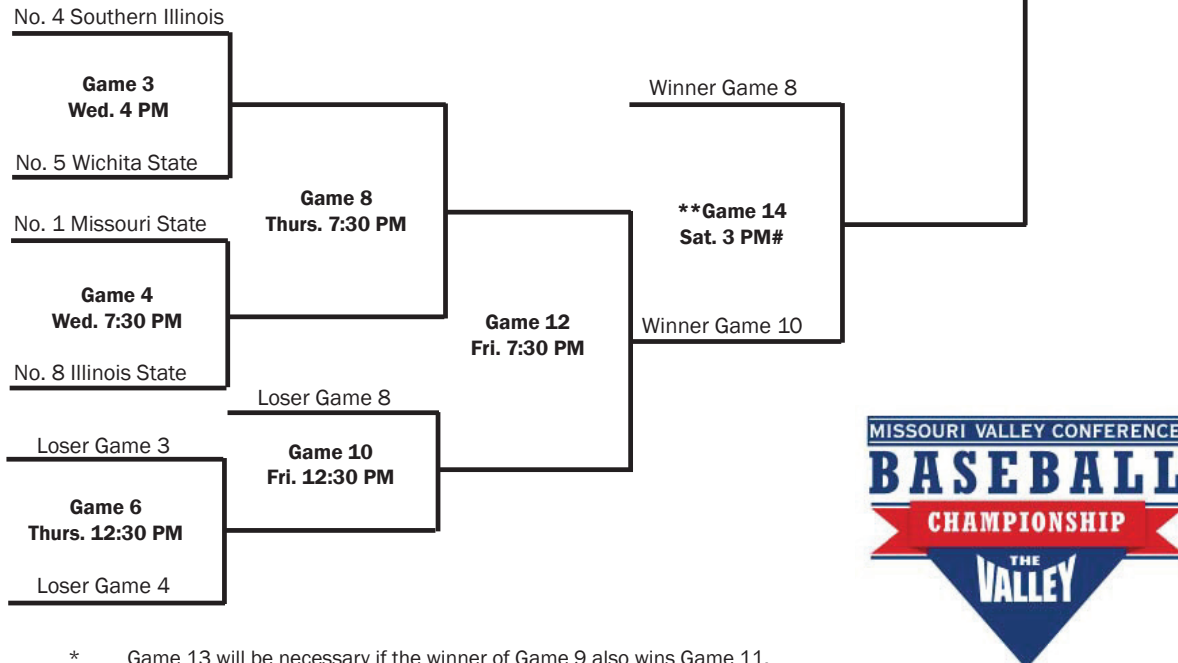 No. 4 Southern Illinois
Game 3
Wed. 4 PM
No. 5 Wichita State
Game 8
Thurs. 7:30 PM
No. 1 Missouri State
Game 4
Wed. 7:30 PM
No. 8 Illinois State
Game 12
Fri. 7:30 PM
Winner Game 8
**Game 14
Sat. 3 PM#
Winner Game 10
Loser Game 8
Game 10
Fri. 12:30 PM
Loser Game 3
Game 6
Thurs. 12:30 PM
Loser Game 4
MISSOURI VALLEY CONFERENCE
BASEBALL
CHAMPIONSHIP
THE
VALLEY
* Game 13 will be necessary if the winner of Game 9 also wins Game 11.